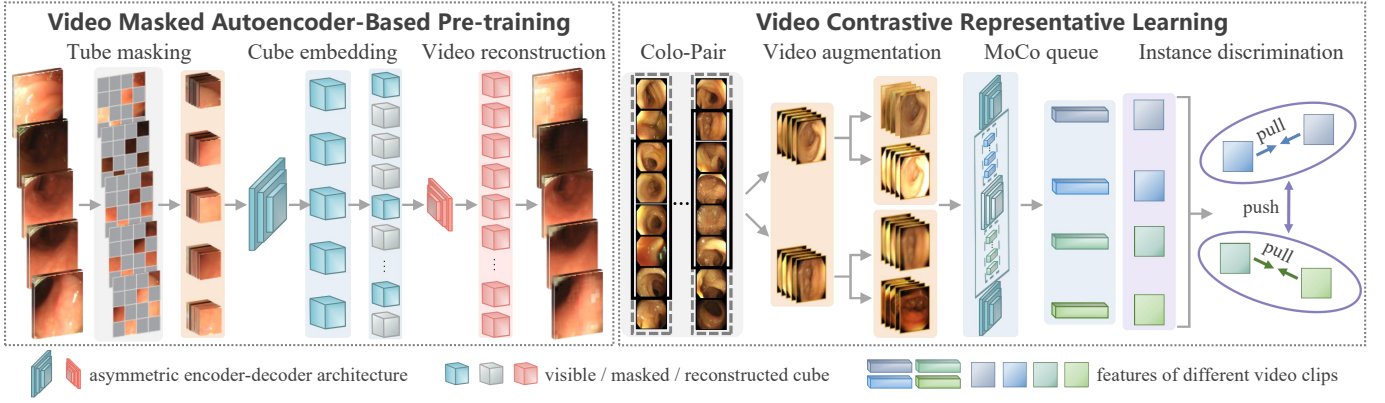 Video Masked Autoencoder-Based Pre-training
Tube masking
Cube embedding
Video reconstruction
Video Contrastive Representative Learning
Colo-Pair
Video augmentation
MoCo queue
Instance discrimination
pull
push
pull
asymmetric encoder-decoder architecture
visible / masked / reconstructed cube
features of different video clips